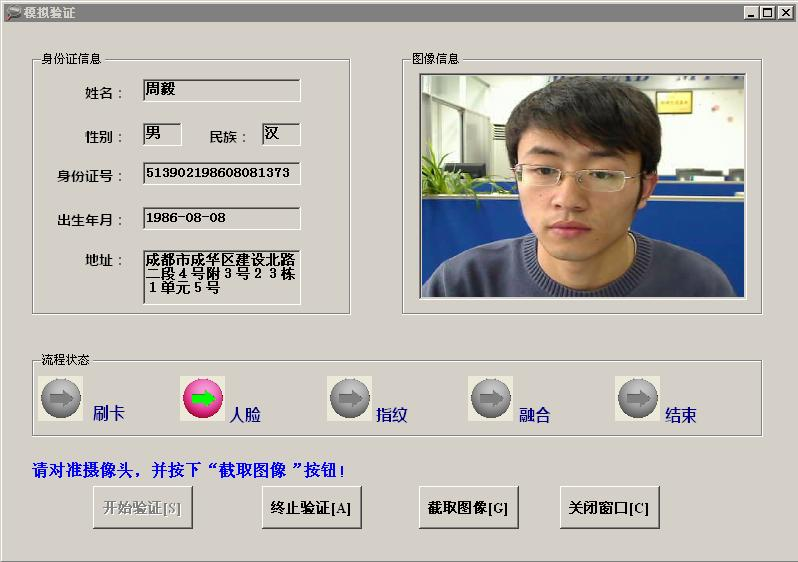 模拟验证
身份证信息
姓名：
周毅
性别：
男
民族：
汉
身份证号：
513902198608081373
出生年月：
1986-08-08
地址：
成都市成华区建设北路
二段４号附３号２３栋
１单元５号
图像信息
流程状态
刷卡
人脸
指纹
融合
结束
请对准摄像头，并按下“截取图像 ”按钮!
开始验证[S]
终止验证[A]
截取图像[G]
关闭窗口[C]